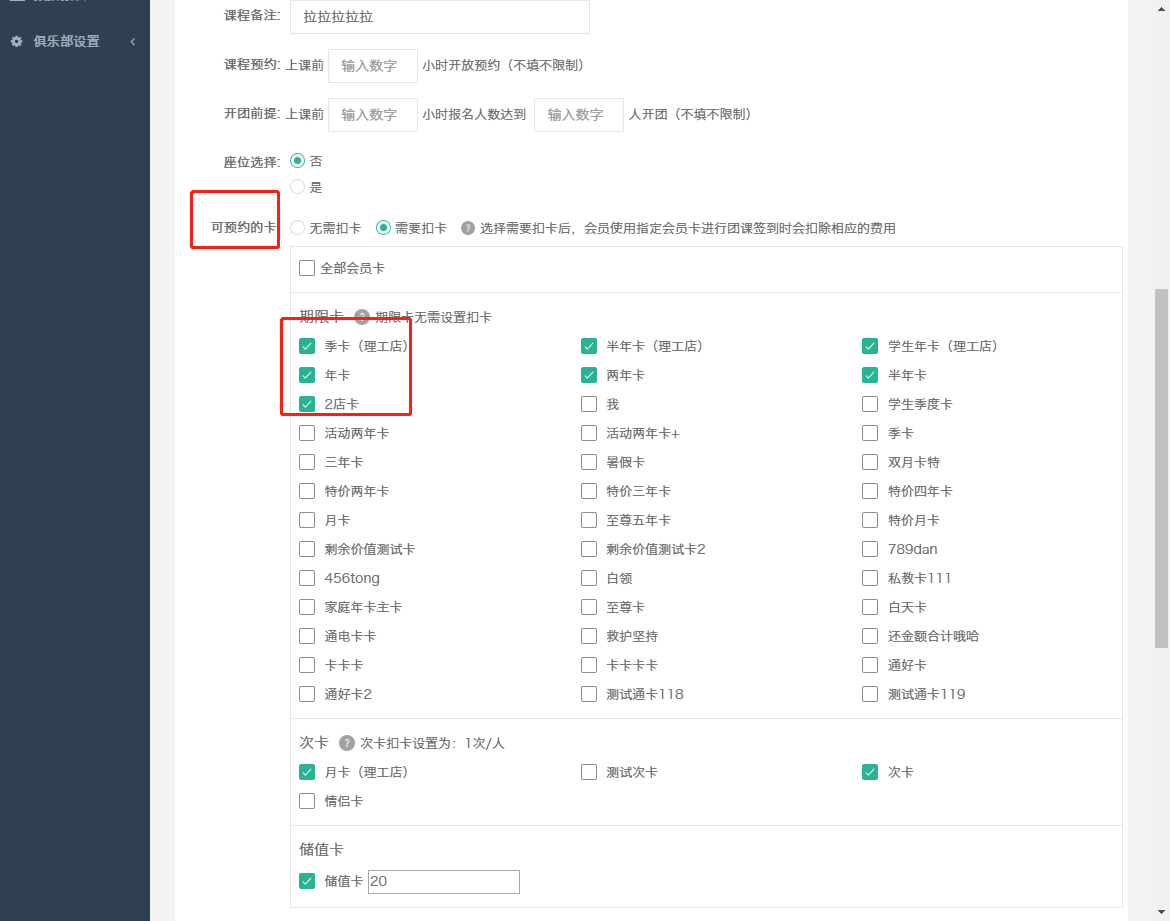 俱乐部设置
课程备注: 拉拉拉拉拉
课程预约: 上课前 输入数字 小时开放预约（不填不限制）
开团前提: 上课前 输入数字 小时报名人数达到 输入数字 人开团（不填不限制）
座位选择: 否
是
可预约的卡 无需扣卡 需要扣卡 ? 选择需要扣卡后，会员使用指定会员卡进行团课签到时会扣除相应的费用
全部会员卡
期限卡 ? 期限卡无需设置扣卡
季卡（理工店） 半年卡（理工店） 学生年卡（理工店）
年卡 两年卡 半年卡
2店卡 我 学生季度卡
活动两年卡 活动两年卡+ 季卡
三年卡 暑假卡 双月卡特
特价两年卡 特价三年卡 特价四年卡
月卡 至尊五年卡 特价月卡
剩余价值测试卡 剩余价值测试卡2 789dan
456tong 白领 私教卡111
家庭年卡主卡 至尊卡 白天卡
通电卡卡 救护坚持 还金额合计哦哈
卡卡卡 卡卡卡卡 通好卡
通好卡2 测试通卡118 测试通卡119
次卡 ? 次卡扣卡设置为：1次/人
月卡（理工店） 测试次卡 次卡
情侣卡
储值卡
储值卡 20